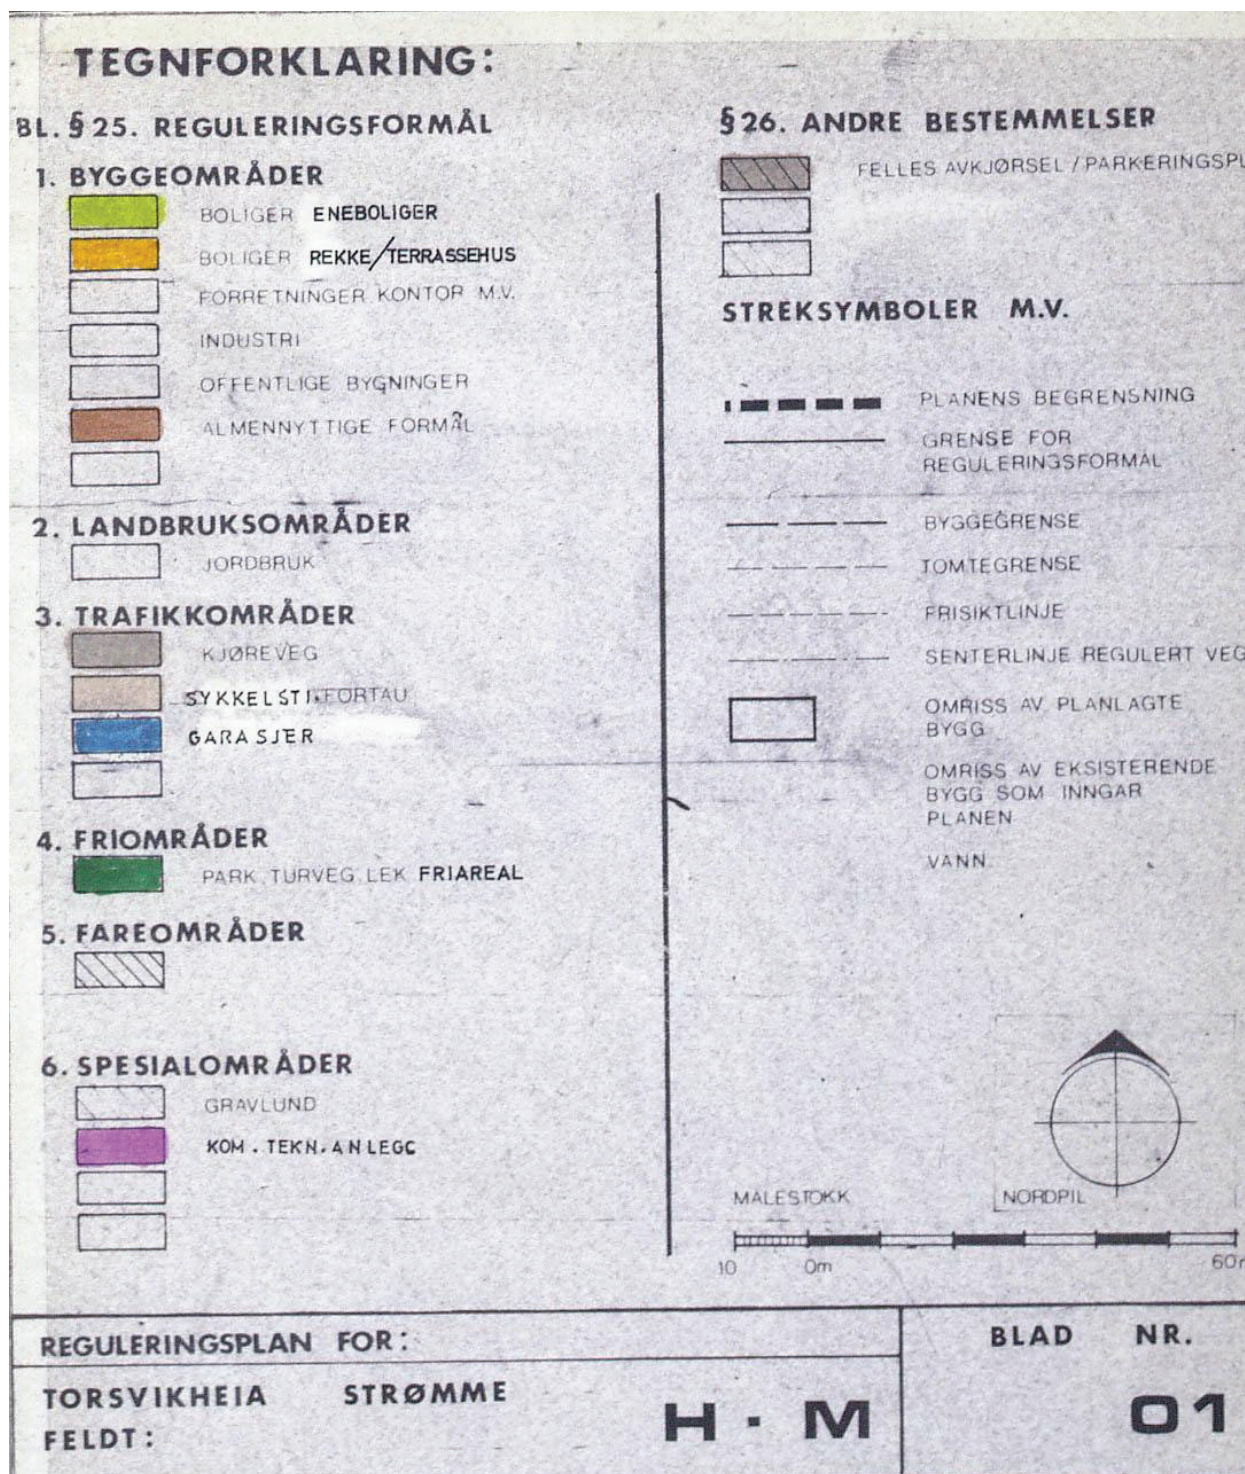 TEGNFORKLARING:
BL. § 25. REGULERINGSFORMÅL
1. BYGGEOMRÅDER
BOLIGER ENEBOLIGER
BOLIGER REKKE/TERRASSEHUS
FORRETNINGER KONTOR M.V.
INDUSTRI
OFFENTLIGE BYGNINGER
ALMENNYTTIGE FORMÅL
2. LANDBRUKSOMRÅDER
JORDBRUK
3. TRAFIKKOMRÅDER
KJØREVEG
SYKKELSTI. FORTAU
GARASJER
4. FRIOMRÅDER
PARK, TURVEG, LEK FRIAREAL
5. FAREOMRÅDER
6. SPESIALOMRÅDER
GRAVLUND
KOM. TEKN. ANLEGG
§ 26. ANDRE BESTEMMELSER
FELLES AVKJØRSEL / PARKERINGSPL
STREKSYMBOLER M.V.
PLANENS BEGRENSNING
GRENSE FOR
REGULERINGSFORMÅL
BYGGEGRENSE
TOMTEGRENSE
FRISIKTLINJE
SENTERLINJE REGULERT VEG
OMRISS AV PLANLAGTE
BYGG
OMRISS AV EKSISTERENDE
BYGG SOM INNGAR
PLANEN
VANN
MALESTOKK
NORDPIL
10 0m 60m
REGULERINGSPLAN FOR:
TORSVIKHEIA STRØMME
FELDT: H · M
BLAD NR.
01